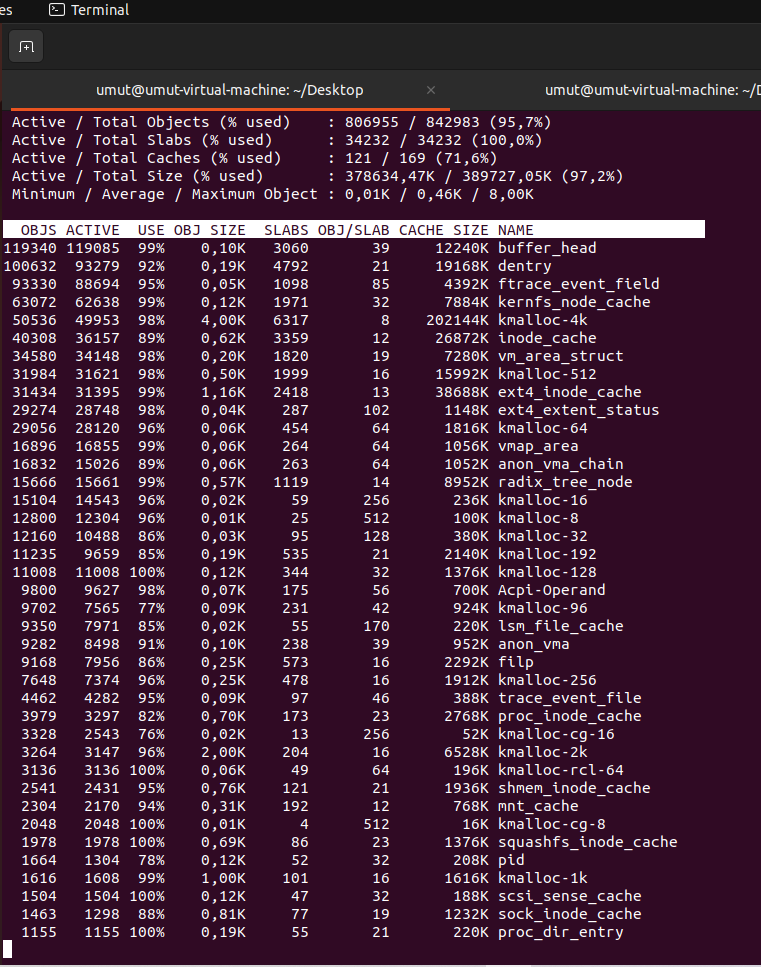 es Terminal
umut@umut-virtual-machine: ~/Desktop × umut@umut-virtual-machine: ~/D
Active / Total Objects (% used) : 806955 / 842983 (95,7%)
Active / Total Slabs (% used) : 34232 / 34232 (100,0%)
Active / Total Caches (% used) : 121 / 169 (71,6%)
Active / Total Size (% used) : 378634,47K / 389727,05K (97,2%)
Minimum / Average / Maximum Object : 0,01K / 0,46K / 8,00K
OBJS ACTIVE USE OBJ SIZE SLABS OBJ/SLAB CACHE SIZE NAME
119340 119085 99% 0,10K 3060 39 12240K buffer_head
100632 93279 92% 0,19K 4792 21 19168K dentry
93330 88694 95% 0,05K 1098 85 4392K ftrace_event_field
63072 62638 99% 0,12K 1971 32 7884K kernfs_node_cache
50536 49953 98% 4,00K 6317 8 202144K kmalloc-4k
40308 36157 89% 0,62K 3359 12 26872K inode_cache
34580 34148 98% 0,20K 1820 19 7280K vm_area_struct
31984 31621 98% 0,50K 1999 16 15992K kmalloc-512
31434 31395 99% 1,16K 2418 13 38688K ext4_inode_cache
29274 28748 98% 0,04K 287 102 1148K ext4_extent_status
29056 28120 96% 0,06K 454 64 1816K kmalloc-64
16896 16855 99% 0,06K 264 64 1056K vmap_area
16832 15026 89% 0,06K 263 64 1052K anon_vma_chain
15666 15661 99% 0,57K 1119 14 8952K radix_tree_node
15104 14543 96% 0,02K 59 256 236K kmalloc-16
12800 12304 96% 0,01K 25 512 100K kmalloc-8
12160 10488 86% 0,03K 95 128 380K kmalloc-32
11235 9659 85% 0,19K 535 21 2140K kmalloc-192
11008 11008 100% 0,12K 344 32 1376K kmalloc-128
9800 9627 98% 0,07K 175 56 700K Acpi-Operand
9702 7565 77% 0,09K 231 42 924K kmalloc-96
9350 7971 85% 0,02K 55 170 220K lsm_file_cache
9282 8498 91% 0,10K 238 39 952K anon_vma
9168 7956 86% 0,25K 573 16 2292K filp
7648 7374 96% 0,25K 478 16 1912K kmalloc-256
4462 4282 95% 0,09K 97 46 388K trace_event_file
3979 3297 82% 0,70K 173 23 2768K proc_inode_cache
3328 2543 76% 0,02K 13 256 52K kmalloc-cg-16
3264 3147 96% 2,00K 204 16 6528K kmalloc-2k
3136 3136 100% 0,06K 49 64 196K kmalloc-rcl-64
2541 2431 95% 0,76K 121 21 1936K shmem_inode_cache
2304 2170 94% 0,31K 192 12 768K mnt_cache
2048 2048 100% 0,01K 4 512 16K kmalloc-cg-8
1978 1978 100% 0,69K 86 23 1376K squashfs_inode_cache
1664 1304 78% 0,12K 52 32 208K pid
1616 1608 99% 1,00K 101 16 1616K kmalloc-1k
1504 1504 100% 0,12K 47 32 188K scsi_sense_cache
1463 1298 88% 0,81K 77 19 1232K sock_inode_cache
1155 1155 100% 0,19K 55 21 220K proc_dir_entry